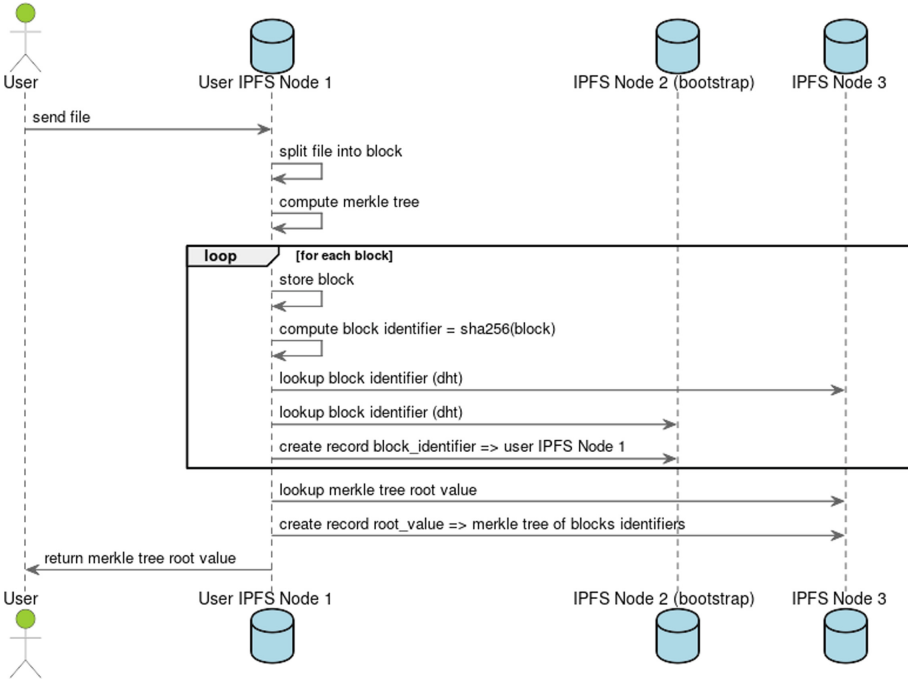 User
User IPFS Node 1
IPFS Node 2 (bootstrap)
IPFS Node 3
send file
split file into block
compute merkle tree
loop
[for each block]
store block
compute block identifier = sha256(block)
lookup block identifier (dht)
lookup block identifier (dht)
create record block_identifier => user IPFS Node 1
lookup merkle tree root value
create record root_value => merkle tree of blocks identifiers
return merkle tree root value
User
User IPFS Node 1
IPFS Node 2 (bootstrap)
IPFS Node 3